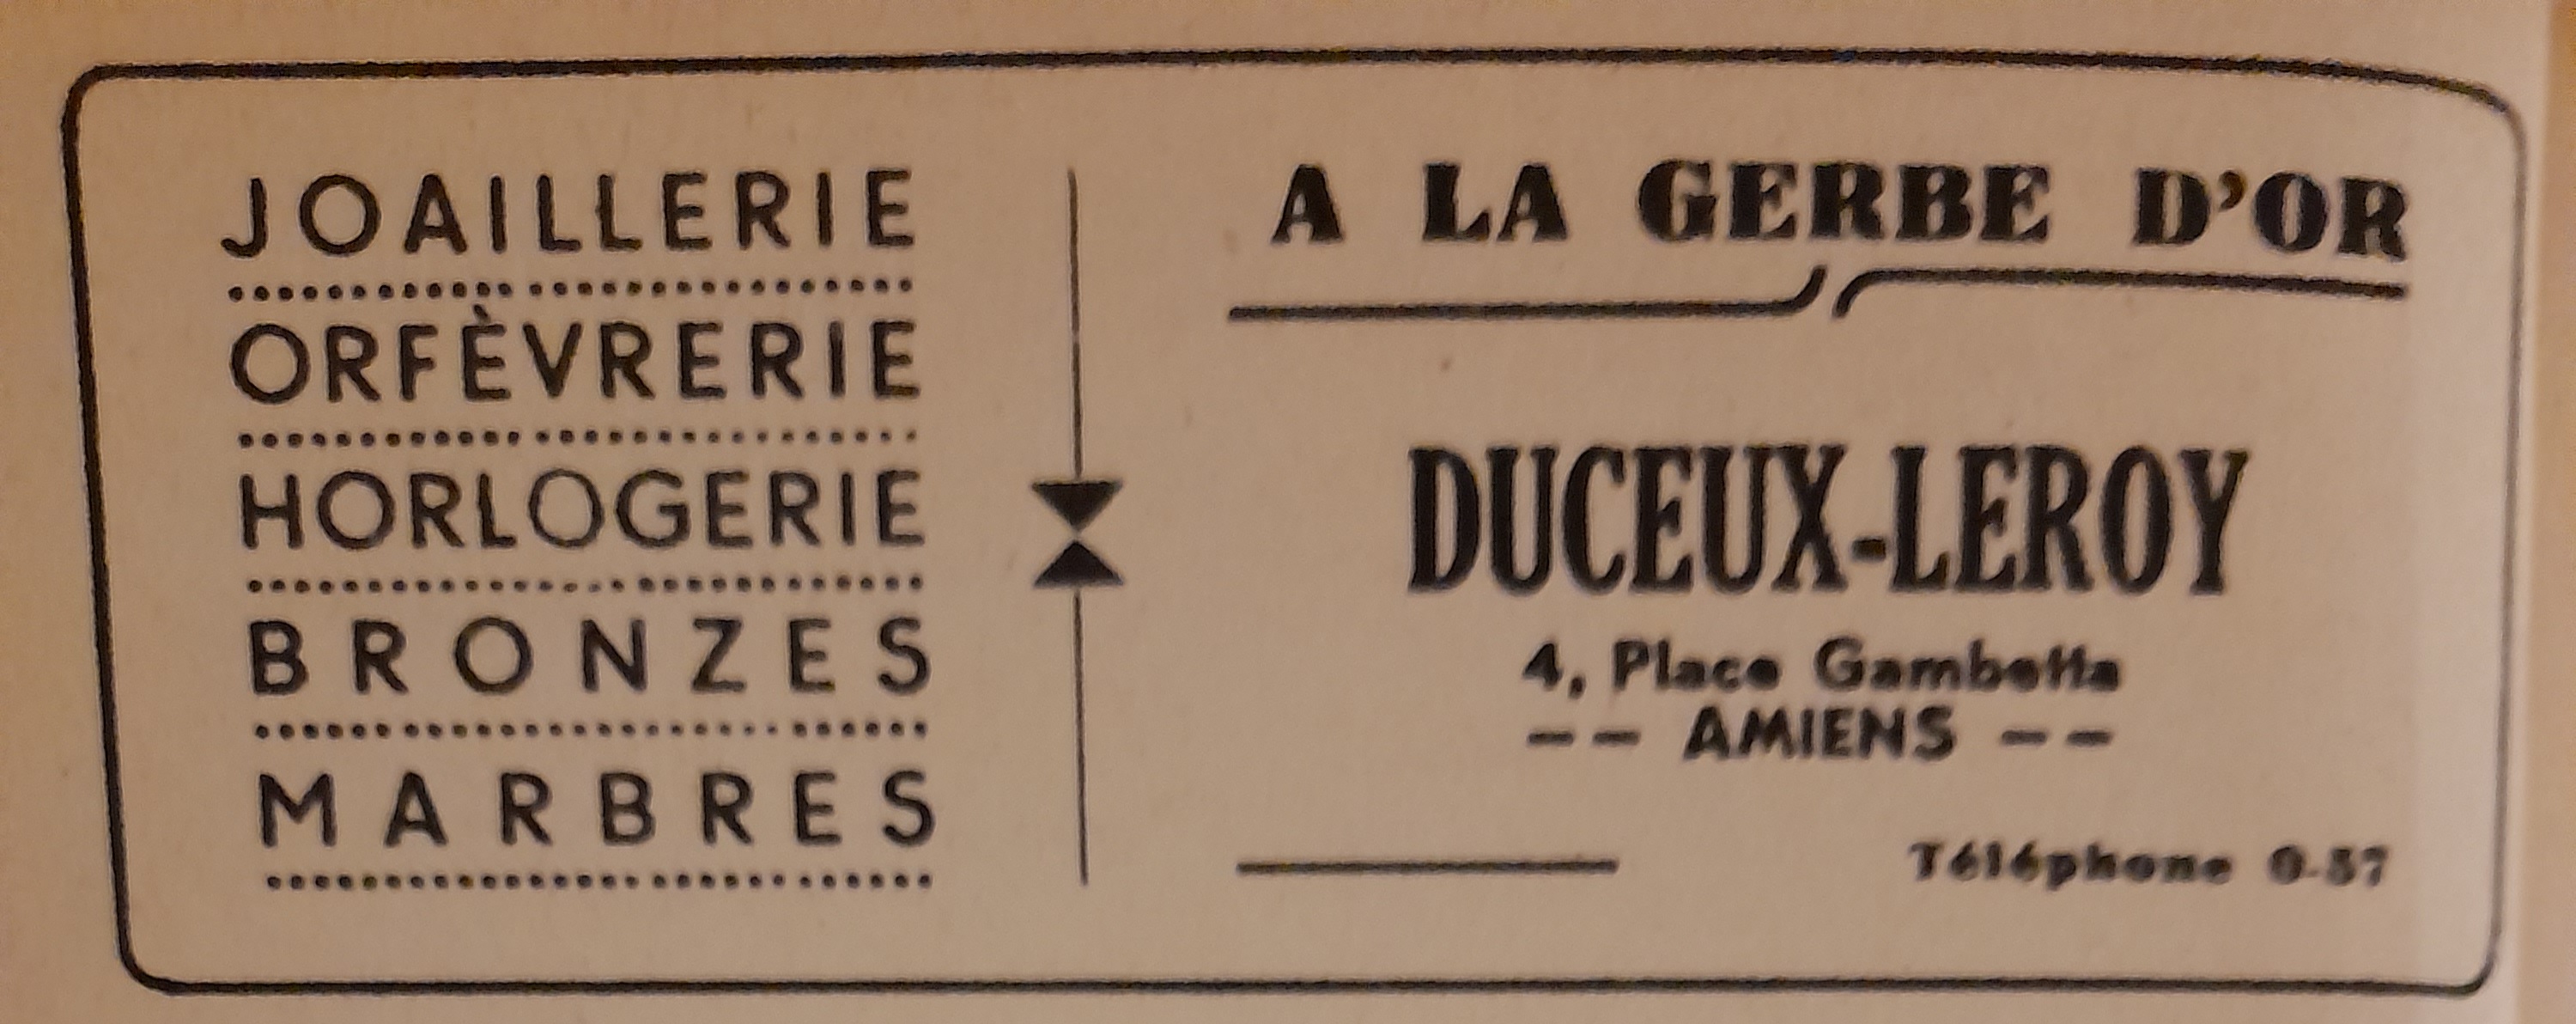 JOAILLERIE
ORFÈVRERIE
HORLOGERIE
BRONZES
MARBRES
A LA GERBE D'OR
DUCEUX-LEROY
4, Place Gambetta
-- AMIENS --
Téléphone 0-57